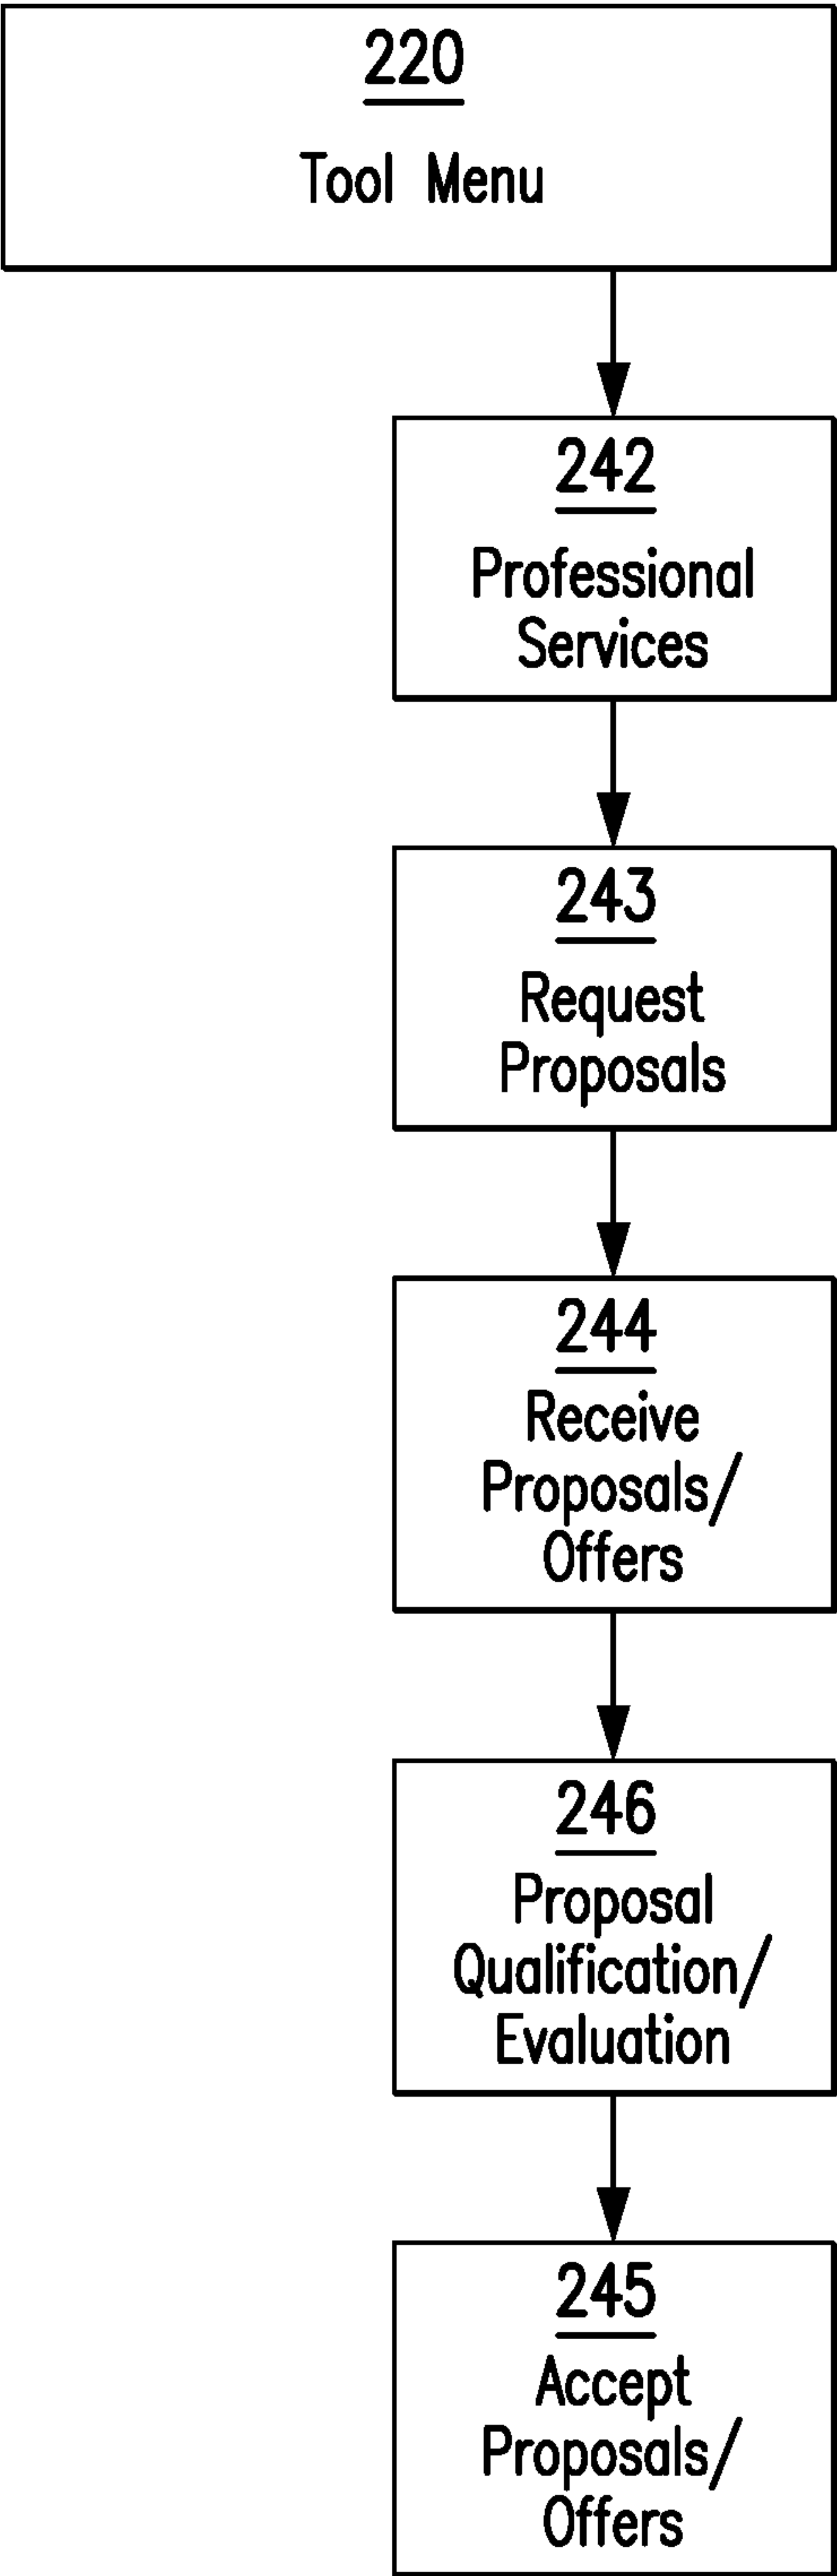 220
Tool Menu
242
Professional
Services
243
Request
Proposals
244
Receive
Proposals/
Offers
246
Proposal
Qualification/
Evaluation
245
Accept
Proposals/
Offers